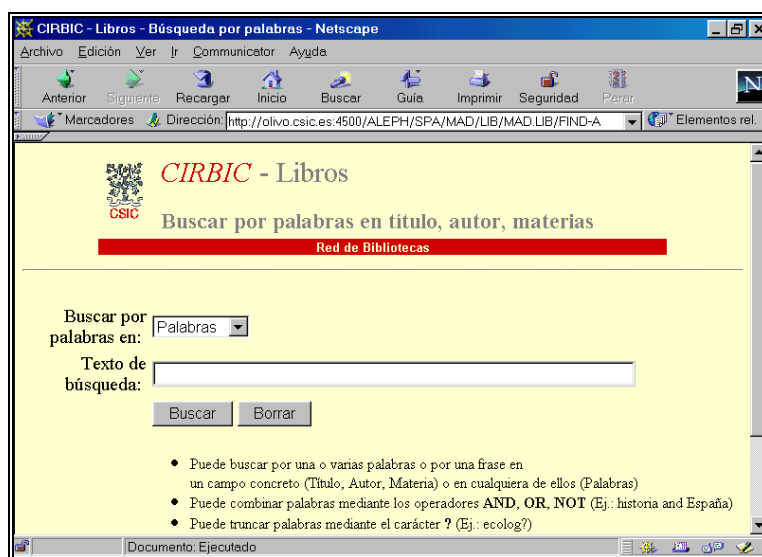 CIRBIC - Libros - Búsqueda por palabras - Netscape
Archivo Edición Ver Ir Communicator Ayuda
Anterior Siguiente Recargar Inicio Buscar Guía Imprimir Seguridad Parar
N
Marcadores Dirección: http://olivo.csic.es:4500/ALEPH/SPA/MAD/LIB/MAD.LIB/FIND-A Elementos rel.
CIRBIC - Libros
CSIC
Buscar por palabras en título, autor, materias
Red de Bibliotecas
Buscar por
palabras en: Palabras
Texto de
búsqueda:
Buscar Borrar
Puede buscar por una o varias palabras o por una frase en
un campo concreto (Título, Autor, Materia) o en cualquiera de ellos (Palabras)
Puede combinar palabras mediante los operadores AND, OR, NOT (Ej.: historia and España)
Puede truncar palabras mediante el carácter ? (Ej.: ecolog?)
Documento: Ejecutado